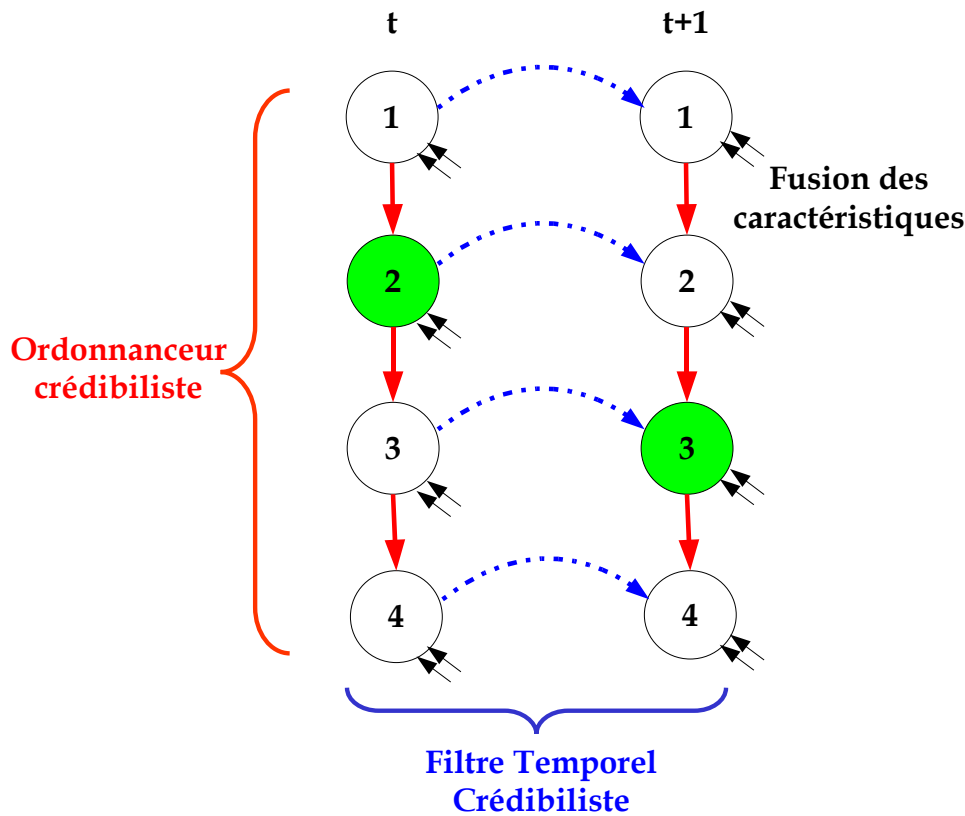 t
t+1
1
1
Fusion des
caractéristiques
2
2
Ordonnanceur
crédibiliste
3
3
4
4
Filtre Temporel
Crédibiliste